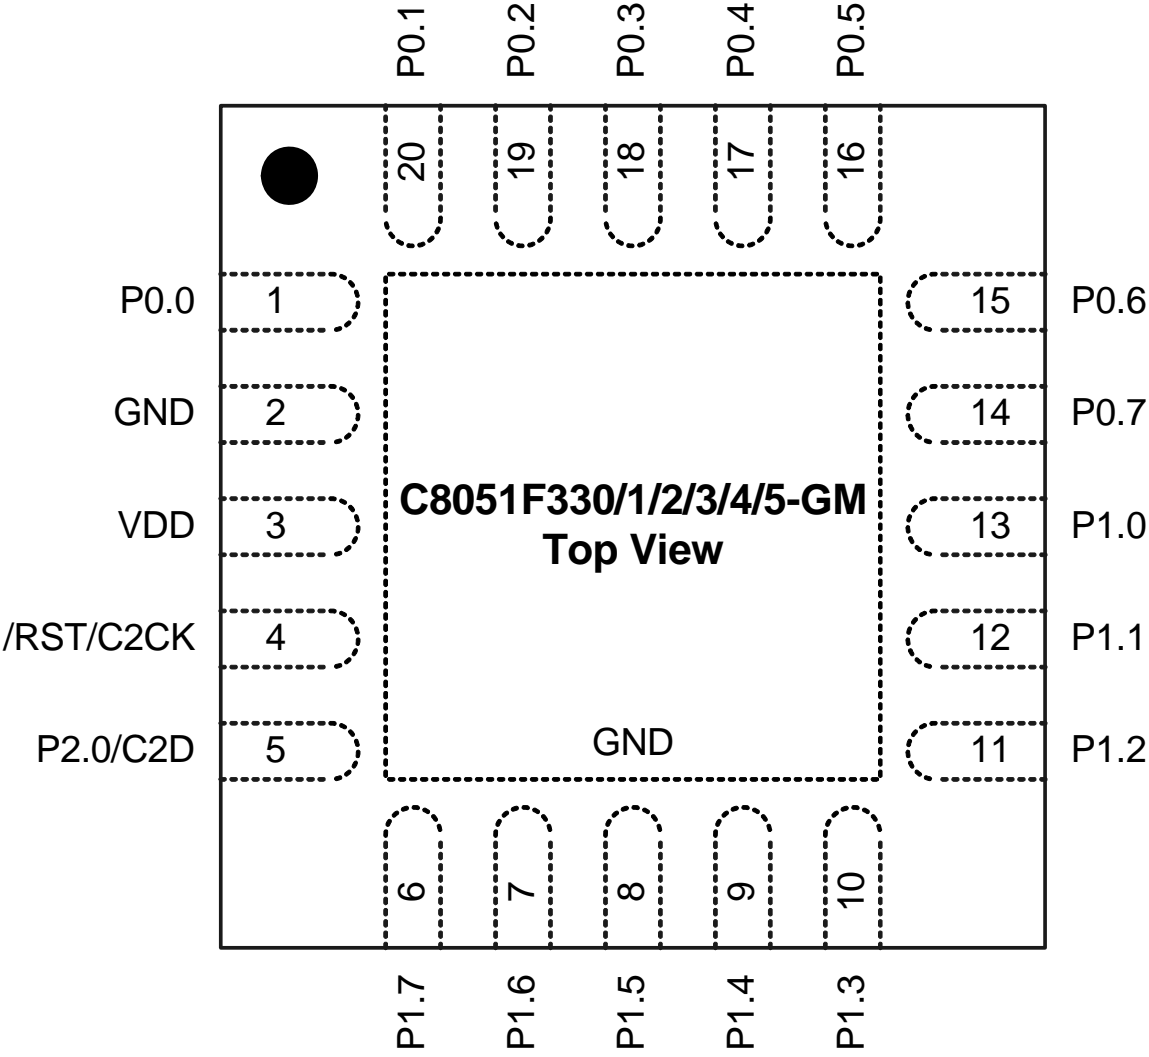 P0.1 P0.2 P0.3 P0.4 P0.5
20 19 18 17 16
P0.0 1 15 P0.6
GND 2 14 P0.7
C8051F330/1/2/3/4/5-GM
VDD 3 13 P1.0
Top View
/RST/C2CK 4 12 P1.1
P2.0/C2D 5 11 P1.2
GND
6 7 8 9 10
P1.7 P1.6 P1.5 P1.4 P1.3